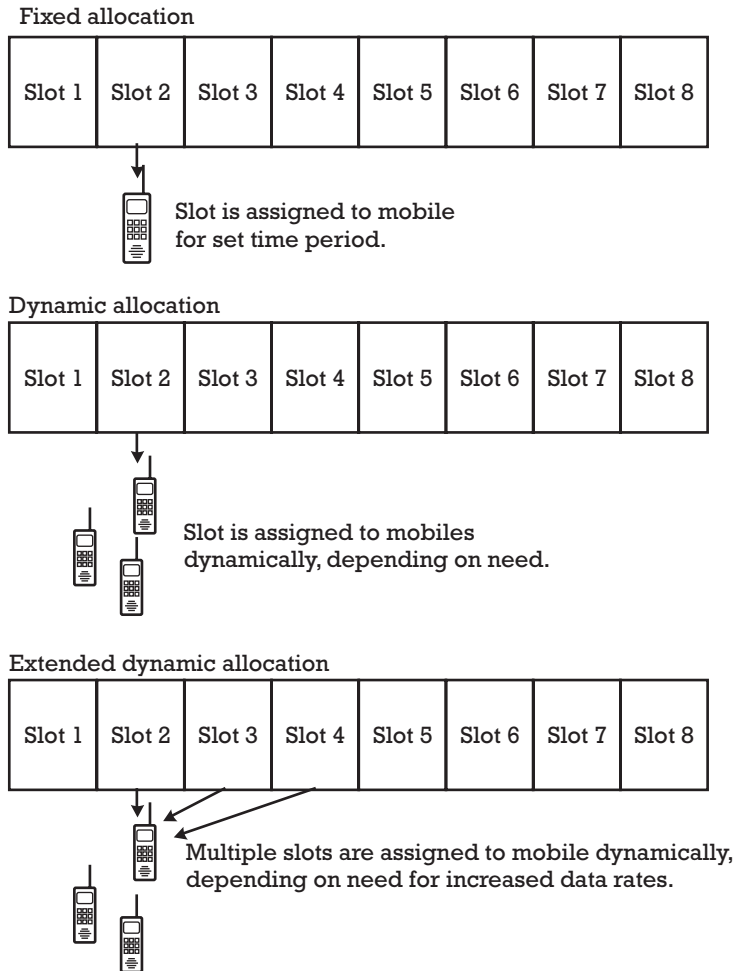 Fixed allocation
Slot 1 Slot 2 Slot 3 Slot 4 Slot 5 Slot 6 Slot 7 Slot 8
Slot is assigned to mobile
for set time period.
Dynamic allocation
Slot 1 Slot 2 Slot 3 Slot 4 Slot 5 Slot 6 Slot 7 Slot 8
Slot is assigned to mobiles
dynamically, depending on need.
Extended dynamic allocation
Slot 1 Slot 2 Slot 3 Slot 4 Slot 5 Slot 6 Slot 7 Slot 8
Multiple slots are assigned to mobile dynamically,
depending on need for increased data rates.